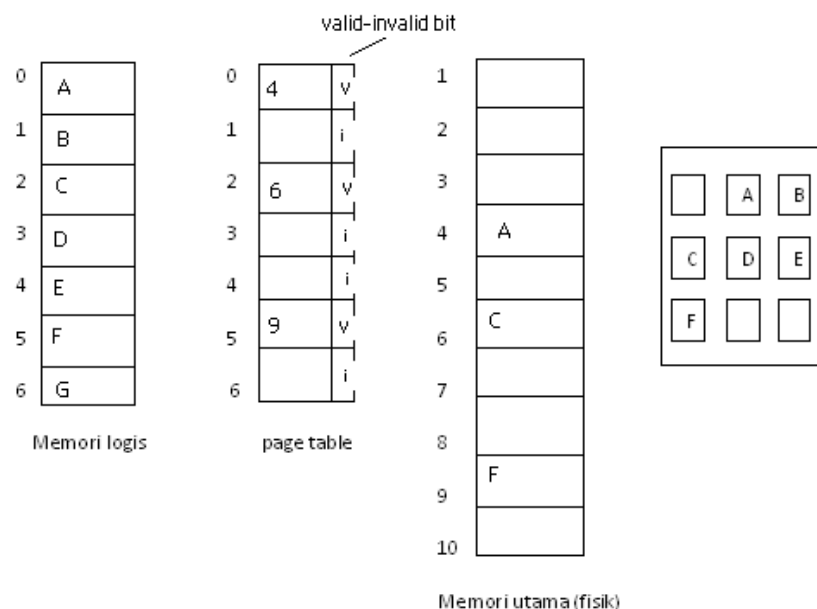 valid-invalid bit
0 A
1 B
2 C
3 D
4 E
5 F
6 G
Memori logis
0 4 v
1 i
2 6 v
3 i
4 i
5 9 v
6 i
page table
1
2
3
4 A
5
6 C
7
8
9 F
10
Memori utama (fisik)
A B
C D E
F